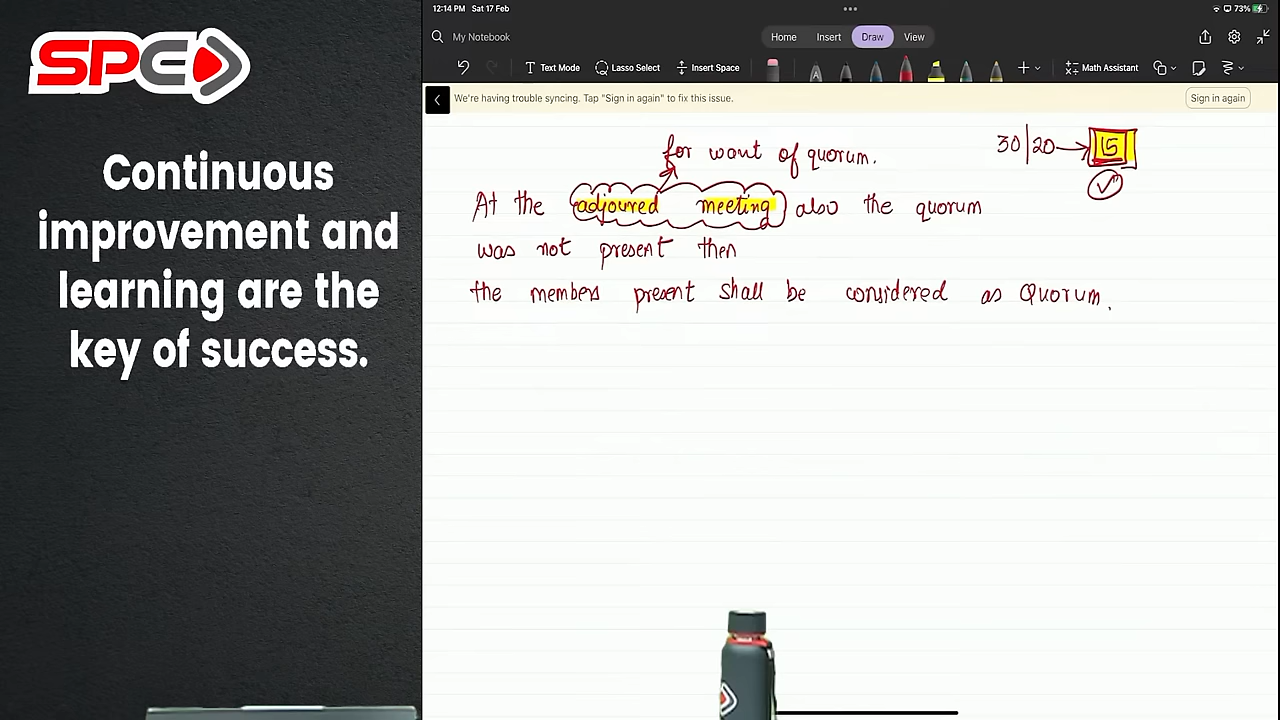 SPC
Continuous
improvement and
learning are the
key of success.
12:14 PM Sat 17 Feb
73%
My Notebook
Home Insert Draw View
Text Mode Lasso Select Insert Space Math Assistant
We're having trouble syncing. Tap "Sign in again" to fix this issue.
Sign in again
for want of quorum.
30|20→15
At the adjoured meeting also the quorum
was not present then
the members present shall be considered as Quorum.